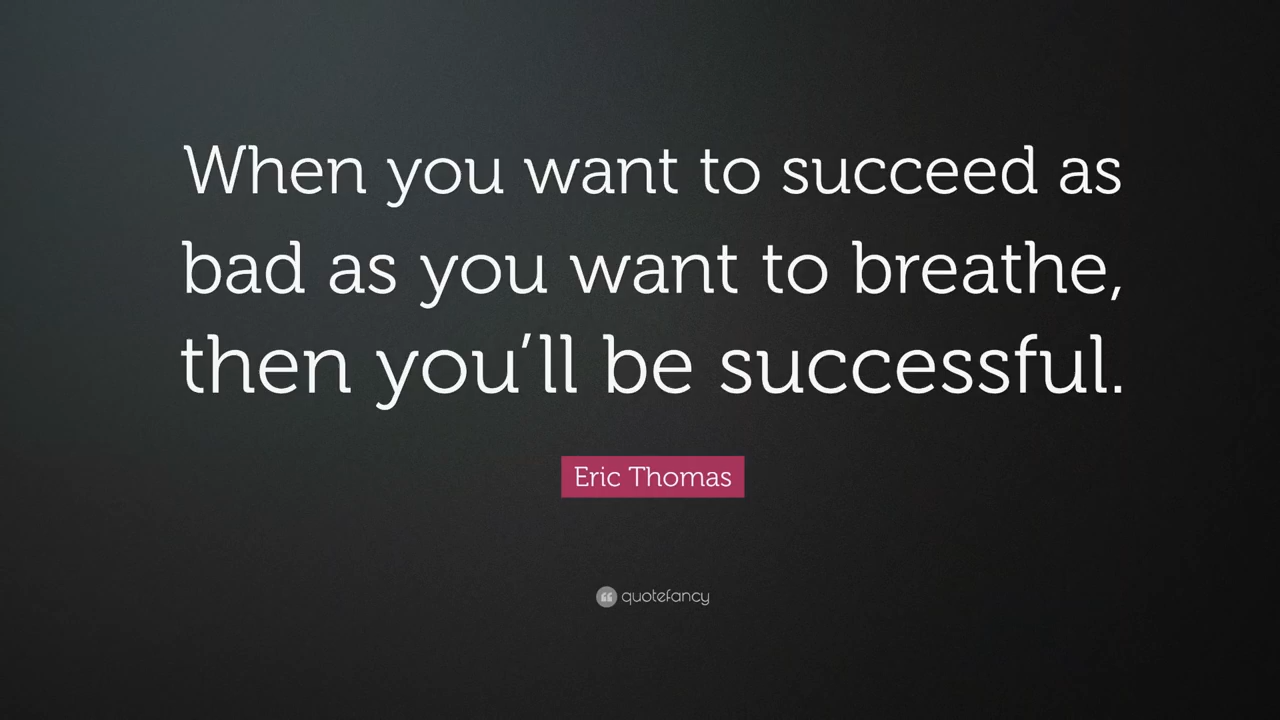 When you want to succeed as
bad as you want to breathe,
then you’ll be successful.
Eric Thomas
quotefancy